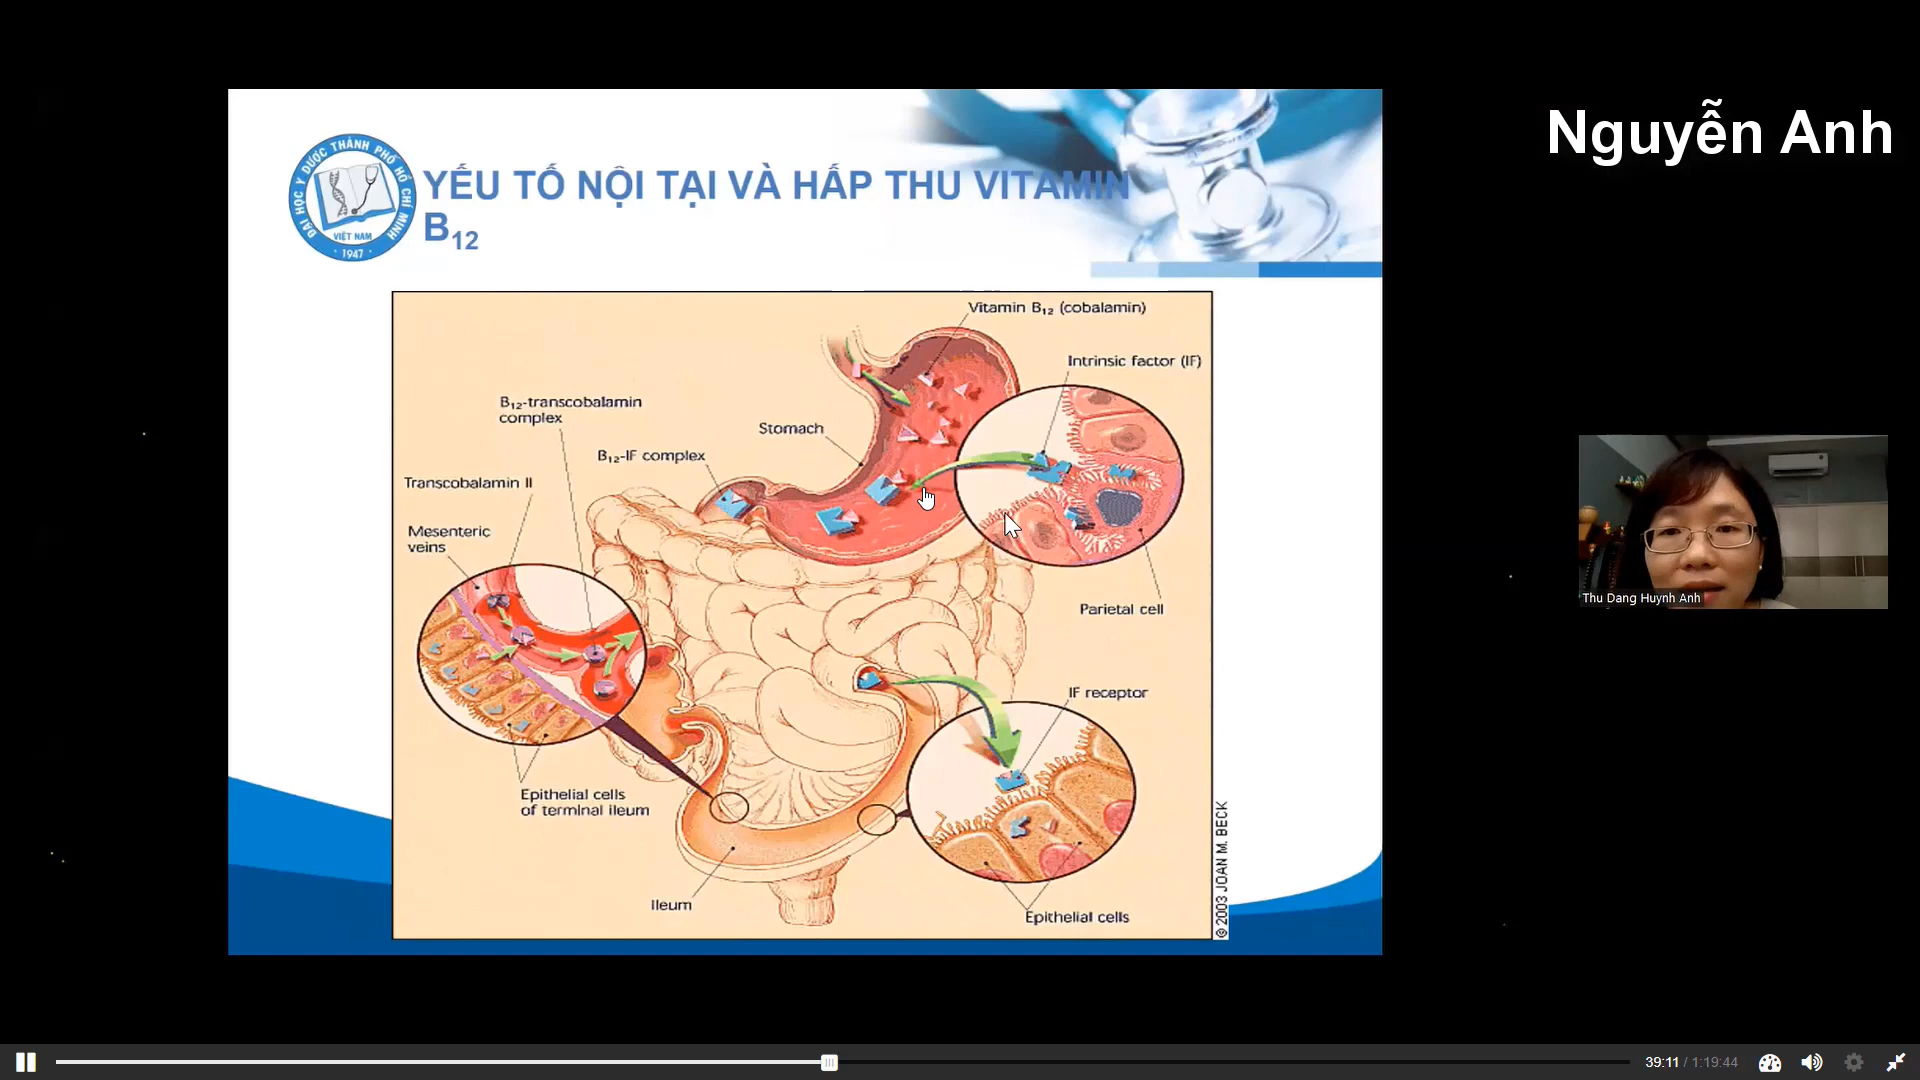 Nguyễn Anh
ĐẠI HỌC Y DƯỢC THÀNH PHỐ HỒ CHÍ MINH
VIỆT NAM
· 1947 ·
YẾU TỐ NỘI TẠI VÀ HẤP THU VITAMIN
B₁₂
Vitamin B₁₂ (cobalamin)
Intrinsic factor (IF)
B₁₂-transcobalamin
complex
Stomach
B₁₂-IF complex
Transcobalamin II
Mesenteric
veins
Parietal cell
IF receptor
Epithelial cells
of terminal ileum
Ileum
Epithelial cells
© 2003 JOAN M. BECK
Thu Dang Huynh Anh
39:11 / 1:19:44